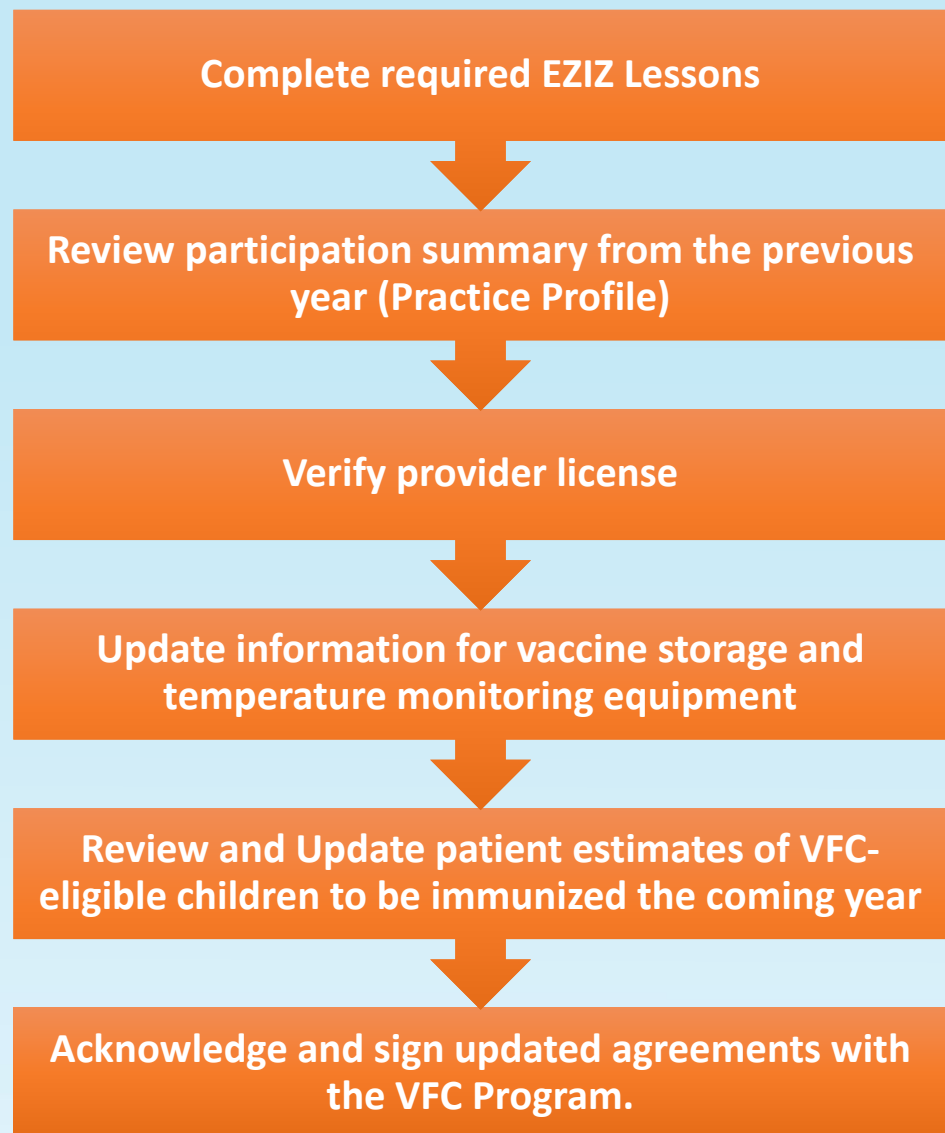 Complete required EZIZ Lessons
Review participation summary from the previous
year (Practice Profile)
Verify provider license
Update information for vaccine storage and
temperature monitoring equipment
Review and Update patient estimates of VFC-
eligible children to be immunized the coming year
Acknowledge and sign updated agreements with
the VFC Program.